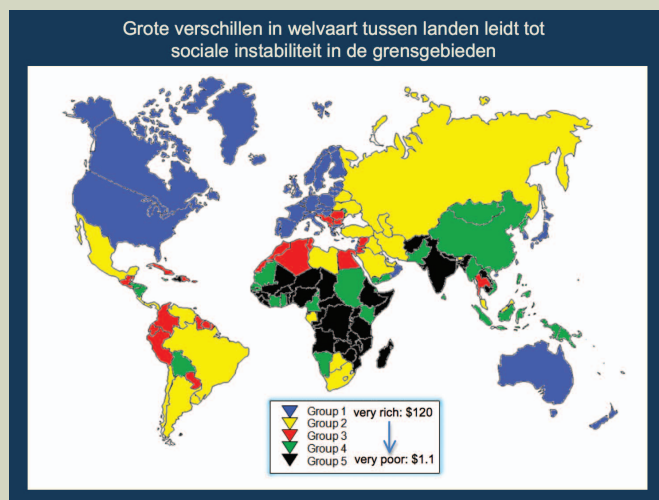 Grote verschillen in welvaart tussen landen leidt tot
sociale instabiliteit in de grensgebieden
Group 1 very rich: $120
Group 2
Group 3
Group 4
Group 5 very poor: $1.1